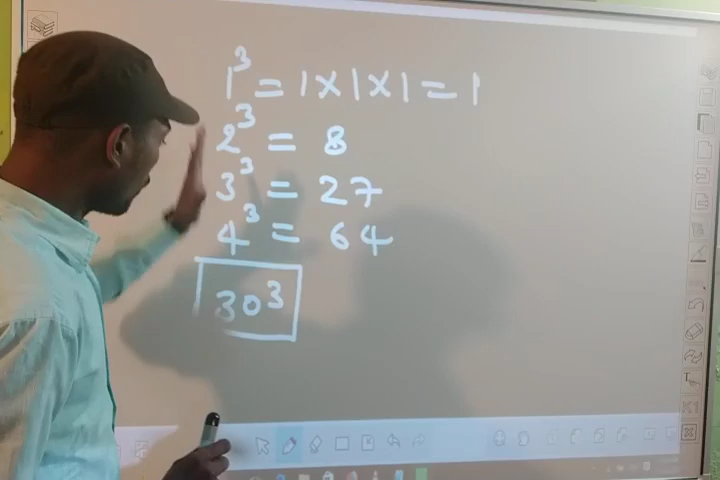 1³ = 1×1×1 = 1
2³ = 8
3³ = 27
4³ = 64
30³